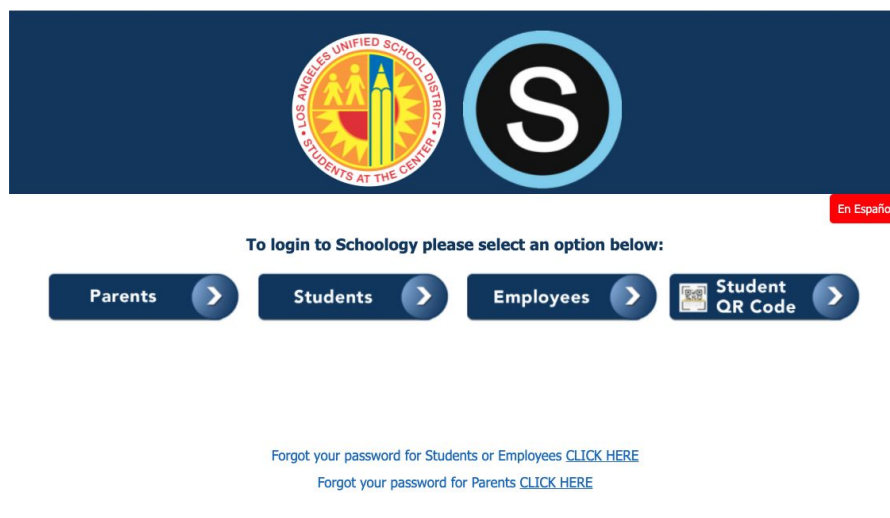 LOS ANGELES UNIFIED SCHOOL DISTRICT
• STUDENTS AT THE CENTER •
S
En Españo
To login to Schoology please select an option below:
Parents
Students
Employees
Student
QR Code
Forgot your password for Students or Employees CLICK HERE
Forgot your password for Parents CLICK HERE